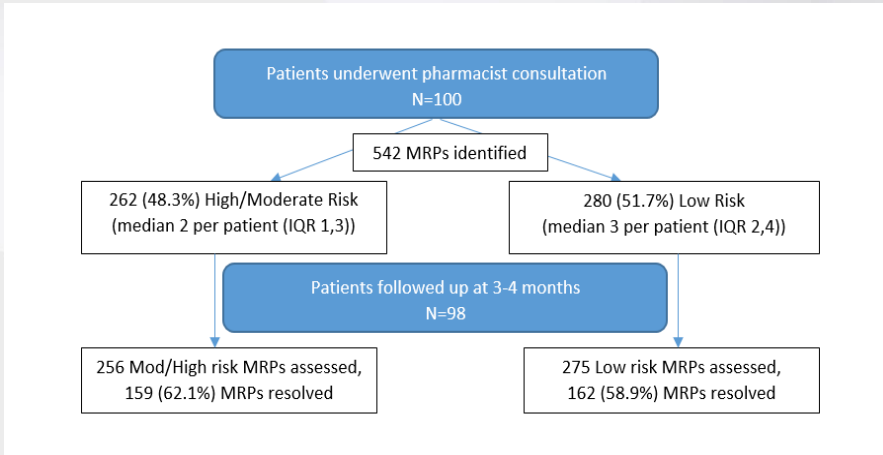 Patients underwent pharmacist consultation
N=100
542 MRPs identified
262 (48.3%) High/Moderate Risk
(median 2 per patient (IQR 1,3))
280 (51.7%) Low Risk
(median 3 per patient (IQR 2,4))
Patients followed up at 3-4 months
N=98
256 Mod/High risk MRPs assessed,
159 (62.1%) MRPs resolved
275 Low risk MRPs assessed,
162 (58.9%) MRPs resolved